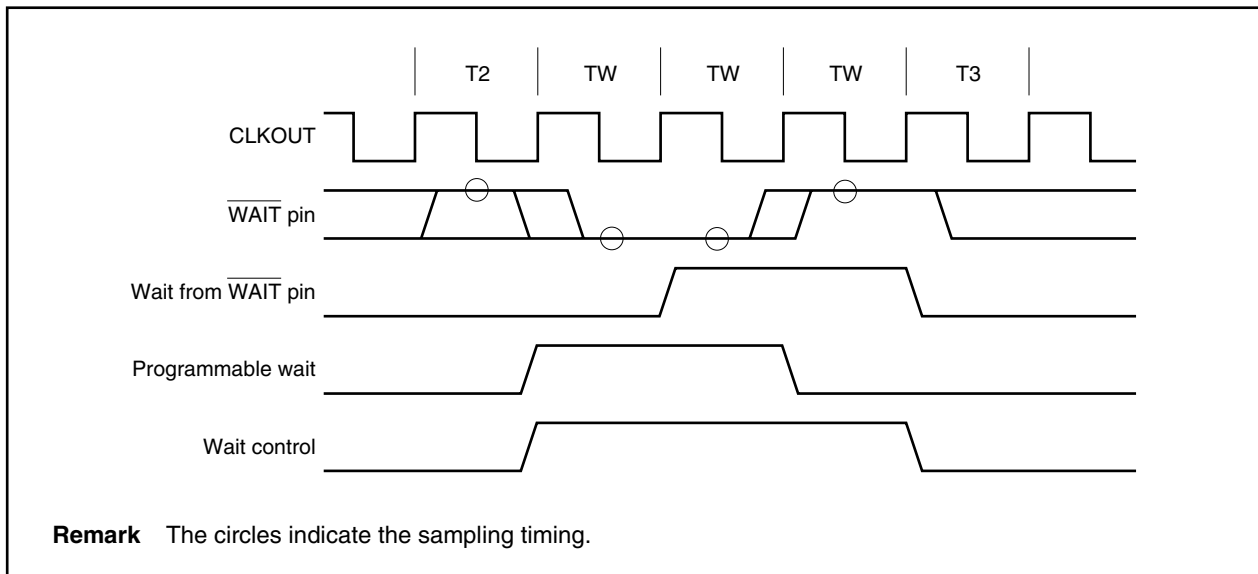 T2 TW TW TW T3
CLKOUT
WAIT pin
Wait from WAIT pin
Programmable wait
Wait control
Remark The circles indicate the sampling timing.